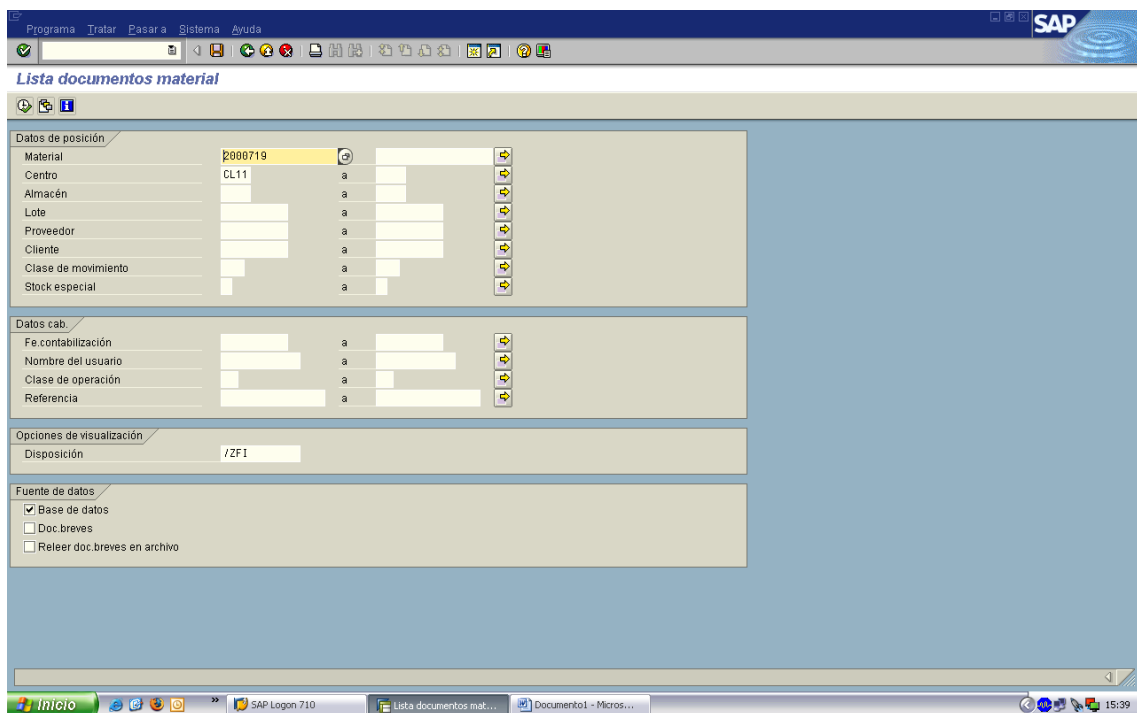 Programa Tratar Pasar a Sistema Ayuda
SAP
Lista documentos material
Datos de posición
Material 2000719
Centro CL11 a
Almacén a
Lote a
Proveedor a
Cliente a
Clase de movimiento a
Stock especial a
Datos cab.
Fe.contabilización a
Nombre del usuario a
Clase de operación a
Referencia a
Opciones de visualización
Disposición /ZFI
Fuente de datos
Base de datos
Doc.breves
Releer doc.breves en archivo
Inicio » SAP Logon 710 Lista documentos mat... Documento1 - Micros... 15:39